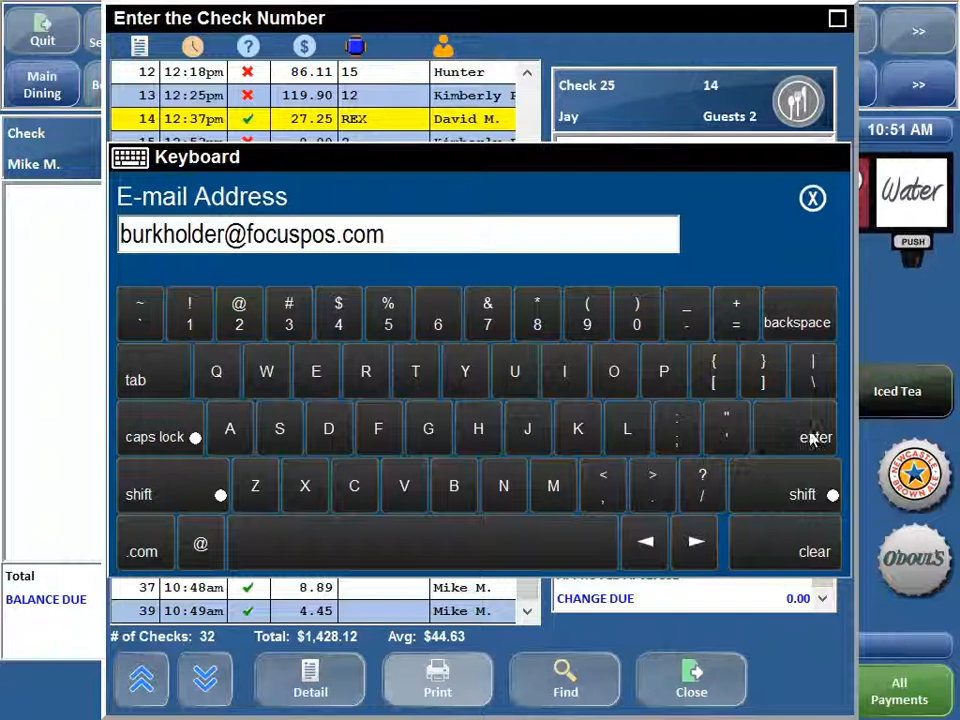 Enter the Check Number
Quit
>>
Main
Dining
>>
12 12:18pm 86.11 15 Hunter
13 12:25pm 119.90 12 Kimberly
14 12:37pm 27.25 REX David M.
Check 25 14
Jay Guests 2
Check
Mike M.
10:51 AM
Keyboard
Water
PUSH
E-mail Address
X
burkholder@focuspos.com
~ ! @ # $ % & * ( ) _ +
` 1 2 3 4 5 6 7 8 9 0 - = backspace
tab Q W E R T Y U I O P { [ } ] | \
caps lock A S D F G H J K L : ; " ' enter
shift Z X C V B N M < , > . ? / shift
.com @ clear
Iced Tea
NEWCASTLE
BROWN ALE
O'DOUL'S
Total
BALANCE DUE
37 10:48am 8.89 Mike M.
39 10:49am 4.45 Mike M.
CHANGE DUE 0.00
# of Checks: 32 Total: $1,428.12 Avg: $44.63
Detail
Print
Find
Close
All
Payments